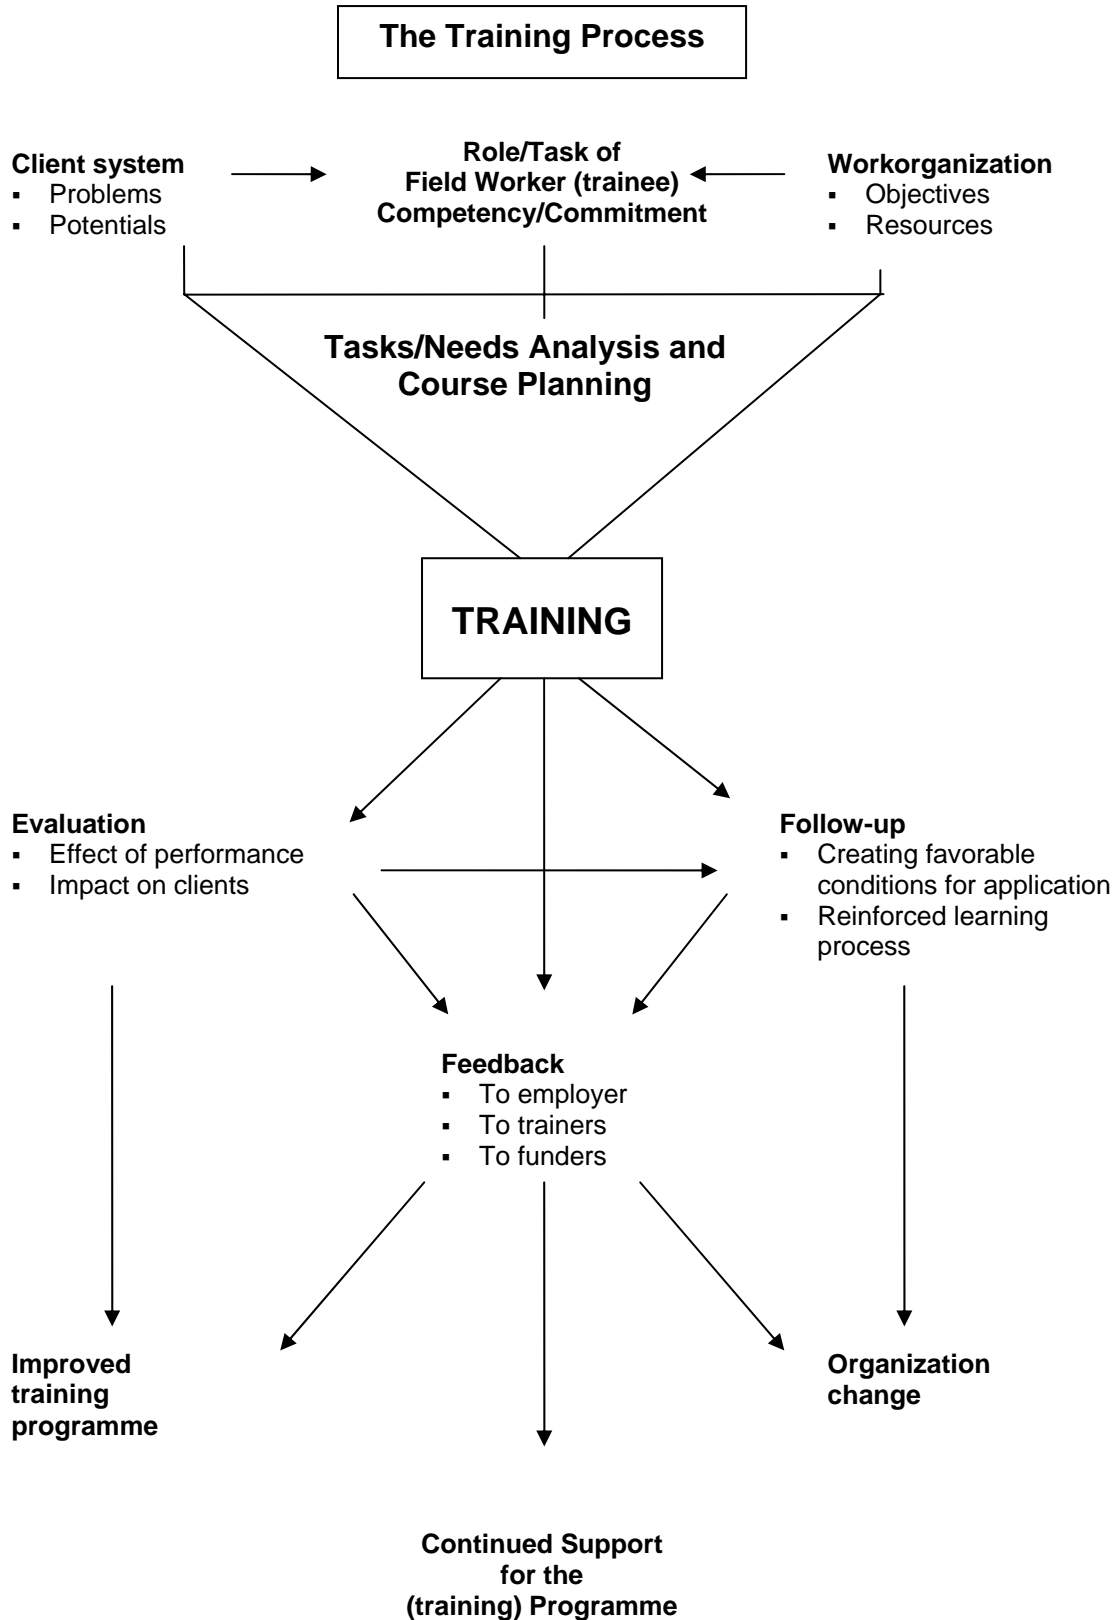 The Training Process
Client system
▪ Problems
▪ Potentials
Role/Task of
Field Worker (trainee)
Competency/Commitment
Workorganization
▪ Objectives
▪ Resources
Tasks/Needs Analysis and
Course Planning
TRAINING
Evaluation
▪ Effect of performance
▪ Impact on clients
Follow-up
▪ Creating favorable
conditions for application
▪ Reinforced learning
process
Feedback
▪ To employer
▪ To trainers
▪ To funders
Improved
training
programme
Organization
change
Continued Support
for the
(training) Programme